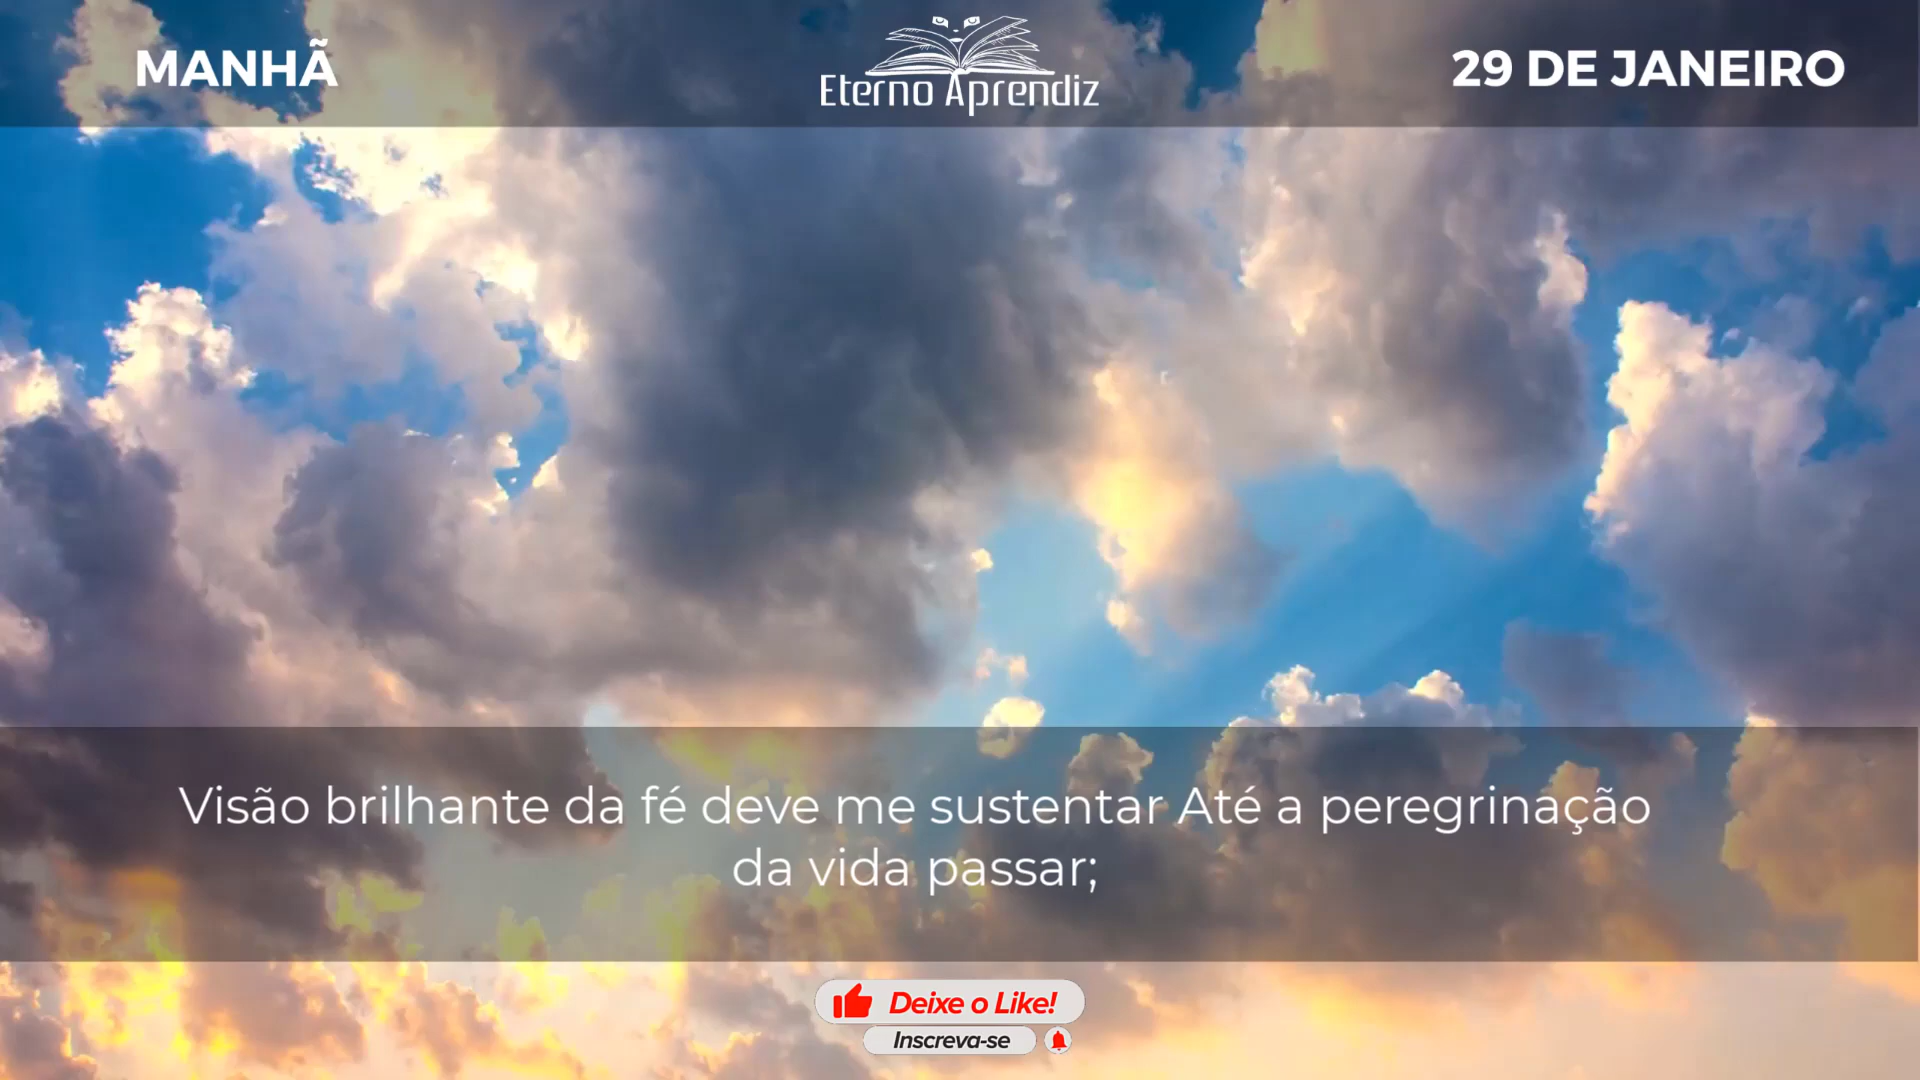 MANHÃ
Eterno Aprendiz
29 DE JANEIRO
Visão brilhante da fé deve me sustentar Até a peregrinação
da vida passar;
Deixe o Like!
Inscreva-se